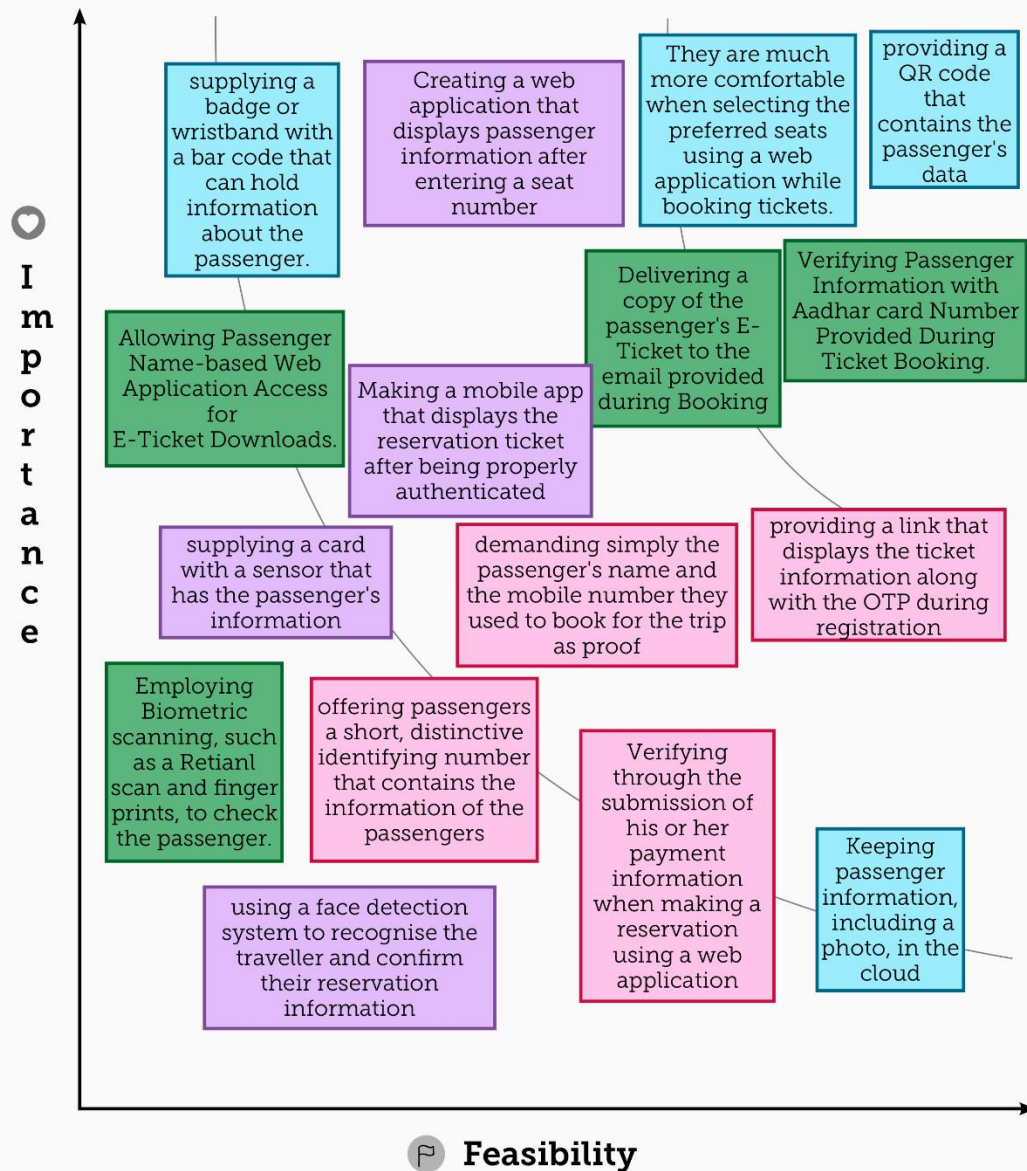 supplying a
badge or
wristband with
a bar code that
can hold
information
about the
passenger.
Creating a web
application that
displays passenger
information after
entering a seat
number
They are much
more comfortable
when selecting the
preferred seats
using a web
application while
booking tickets.
providing a
QR code
that
contains the
passenger's
data
Importance
Allowing Passenger
Name-based Web
Application Access
for
E-Ticket Downloads.
Making a mobile app
that displays the
reservation ticket
after being properly
authenticated
Delivering a
copy of the
passenger's E-
Ticket to the
email provided
during Booking
Verifying Passenger
Information with
Aadhar card Number
Provided During
Ticket Booking.
supplying a card
with a sensor that
has the passenger's
information
demanding simply the
passenger's name and
the mobile number they
used to book for the trip
as proof
providing a link that
displays the ticket
information along
with the OTP during
registration
Employing
Biometric
scanning, such
as a Retianl
scan and finger
prints, to check
the passenger.
offering passengers
a short, distinctive
identifying number
that contains the
information of the
passengers
Verifying
through the
submission of
his or her
payment
information
when making a
reservation
using a web
application
Keeping
passenger
information,
including a
photo, in the
cloud
using a face detection
system to recognise the
traveller and confirm
their reservation
information
Feasibility